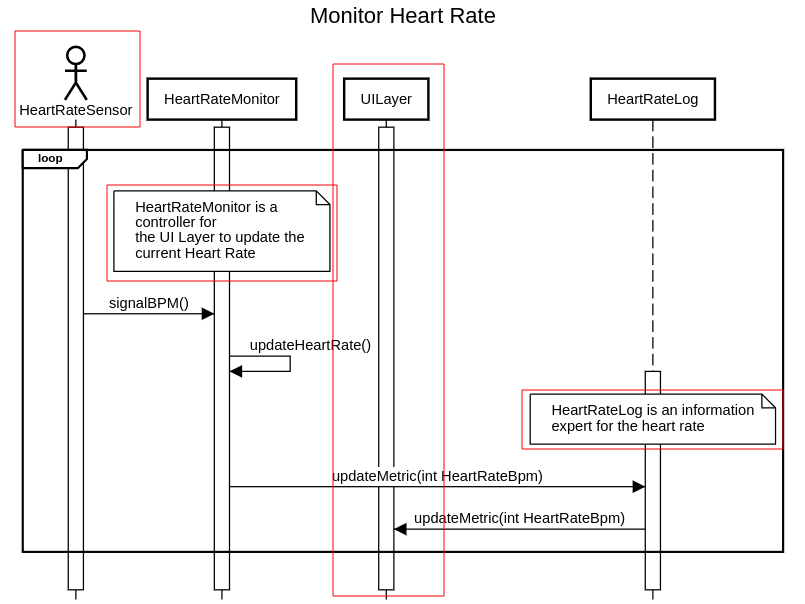 Monitor Heart Rate
HeartRateSensor
HeartRateMonitor
UILayer
HeartRateLog
loop
HeartRateMonitor is a
controller for
the UI Layer to update the
current Heart Rate
signalBPM()
updateHeartRate()
HeartRateLog is an information
expert for the heart rate
updateMetric(int HeartRateBpm)
updateMetric(int HeartRateBpm)